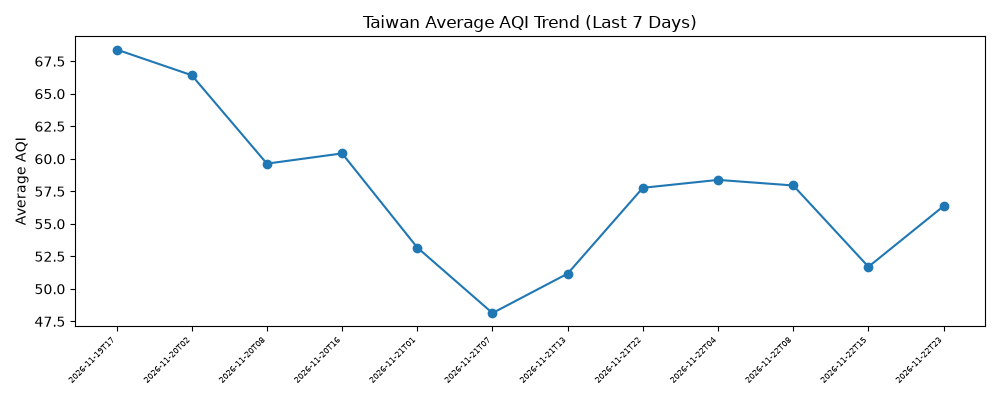 Taiwan Average AQI Trend (Last 7 Days)
Average AQI
67.5
65.0
62.5
60.0
57.5
55.0
52.5
50.0
47.5
2026-11-19T17
2026-11-20T02
2026-11-20T08
2026-11-20T16
2026-11-21T01
2026-11-21T07
2026-11-21T13
2026-11-21T22
2026-11-22T04
2026-11-22T08
2026-11-22T15
2026-11-22T23